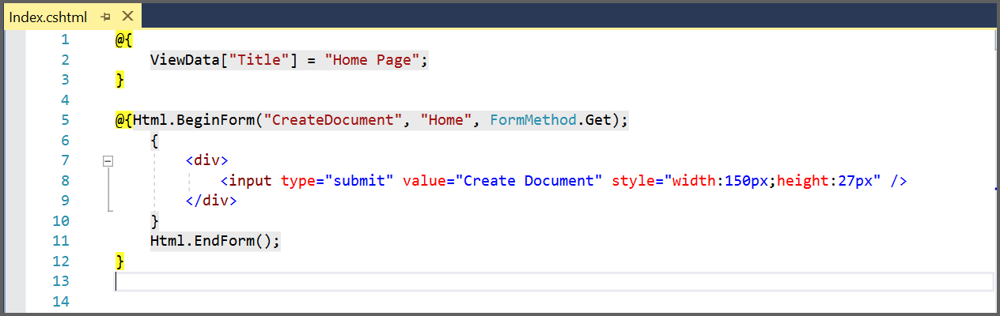 Index.cshtml
1 @{
2 ViewData["Title"] = "Home Page";
3 }
4
5 @{Html.BeginForm("CreateDocument", "Home", FormMethod.Get);
6 {
7 <div>
8 <input type="submit" value="Create Document" style="width:150px;height:27px" />
9 </div>
10 }
11 Html.EndForm();
12 }
13
14